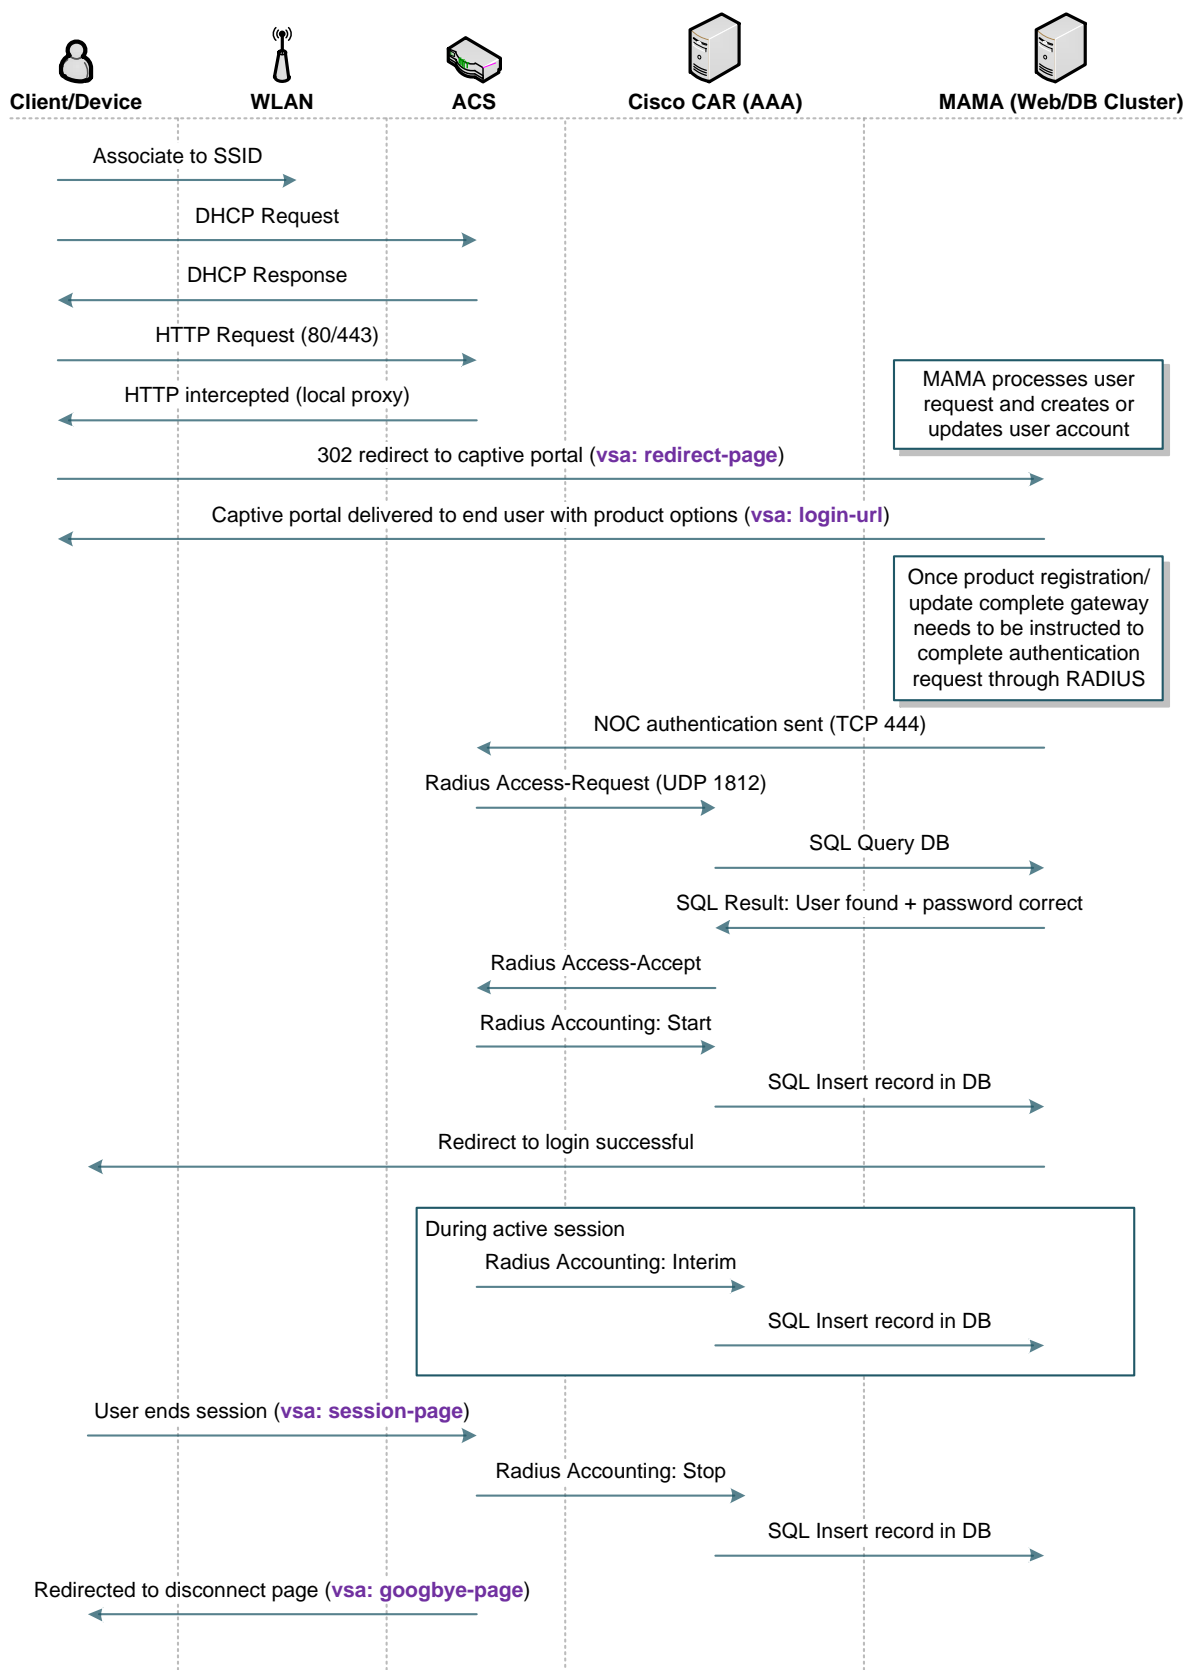 Client/Device
WLAN
ACS
Cisco CAR (AAA)
MAMA (Web/DB Cluster)
Associate to SSID
DHCP Request
DHCP Response
HTTP Request (80/443)
HTTP intercepted (local proxy)
MAMA processes user
request and creates or
updates user account
302 redirect to captive portal (vsa: redirect-page)
Captive portal delivered to end user with product options (vsa: login-url)
Once product registration/
update complete gateway
needs to be instructed to
complete authentication
request through RADIUS
NOC authentication sent (TCP 444)
Radius Access-Request (UDP 1812)
SQL Query DB
SQL Result: User found + password correct
Radius Access-Accept
Radius Accounting: Start
SQL Insert record in DB
Redirect to login successful
During active session
Radius Accounting: Interim
SQL Insert record in DB
User ends session (vsa: session-page)
Radius Accounting: Stop
SQL Insert record in DB
Redirected to disconnect page (vsa: googbye-page)